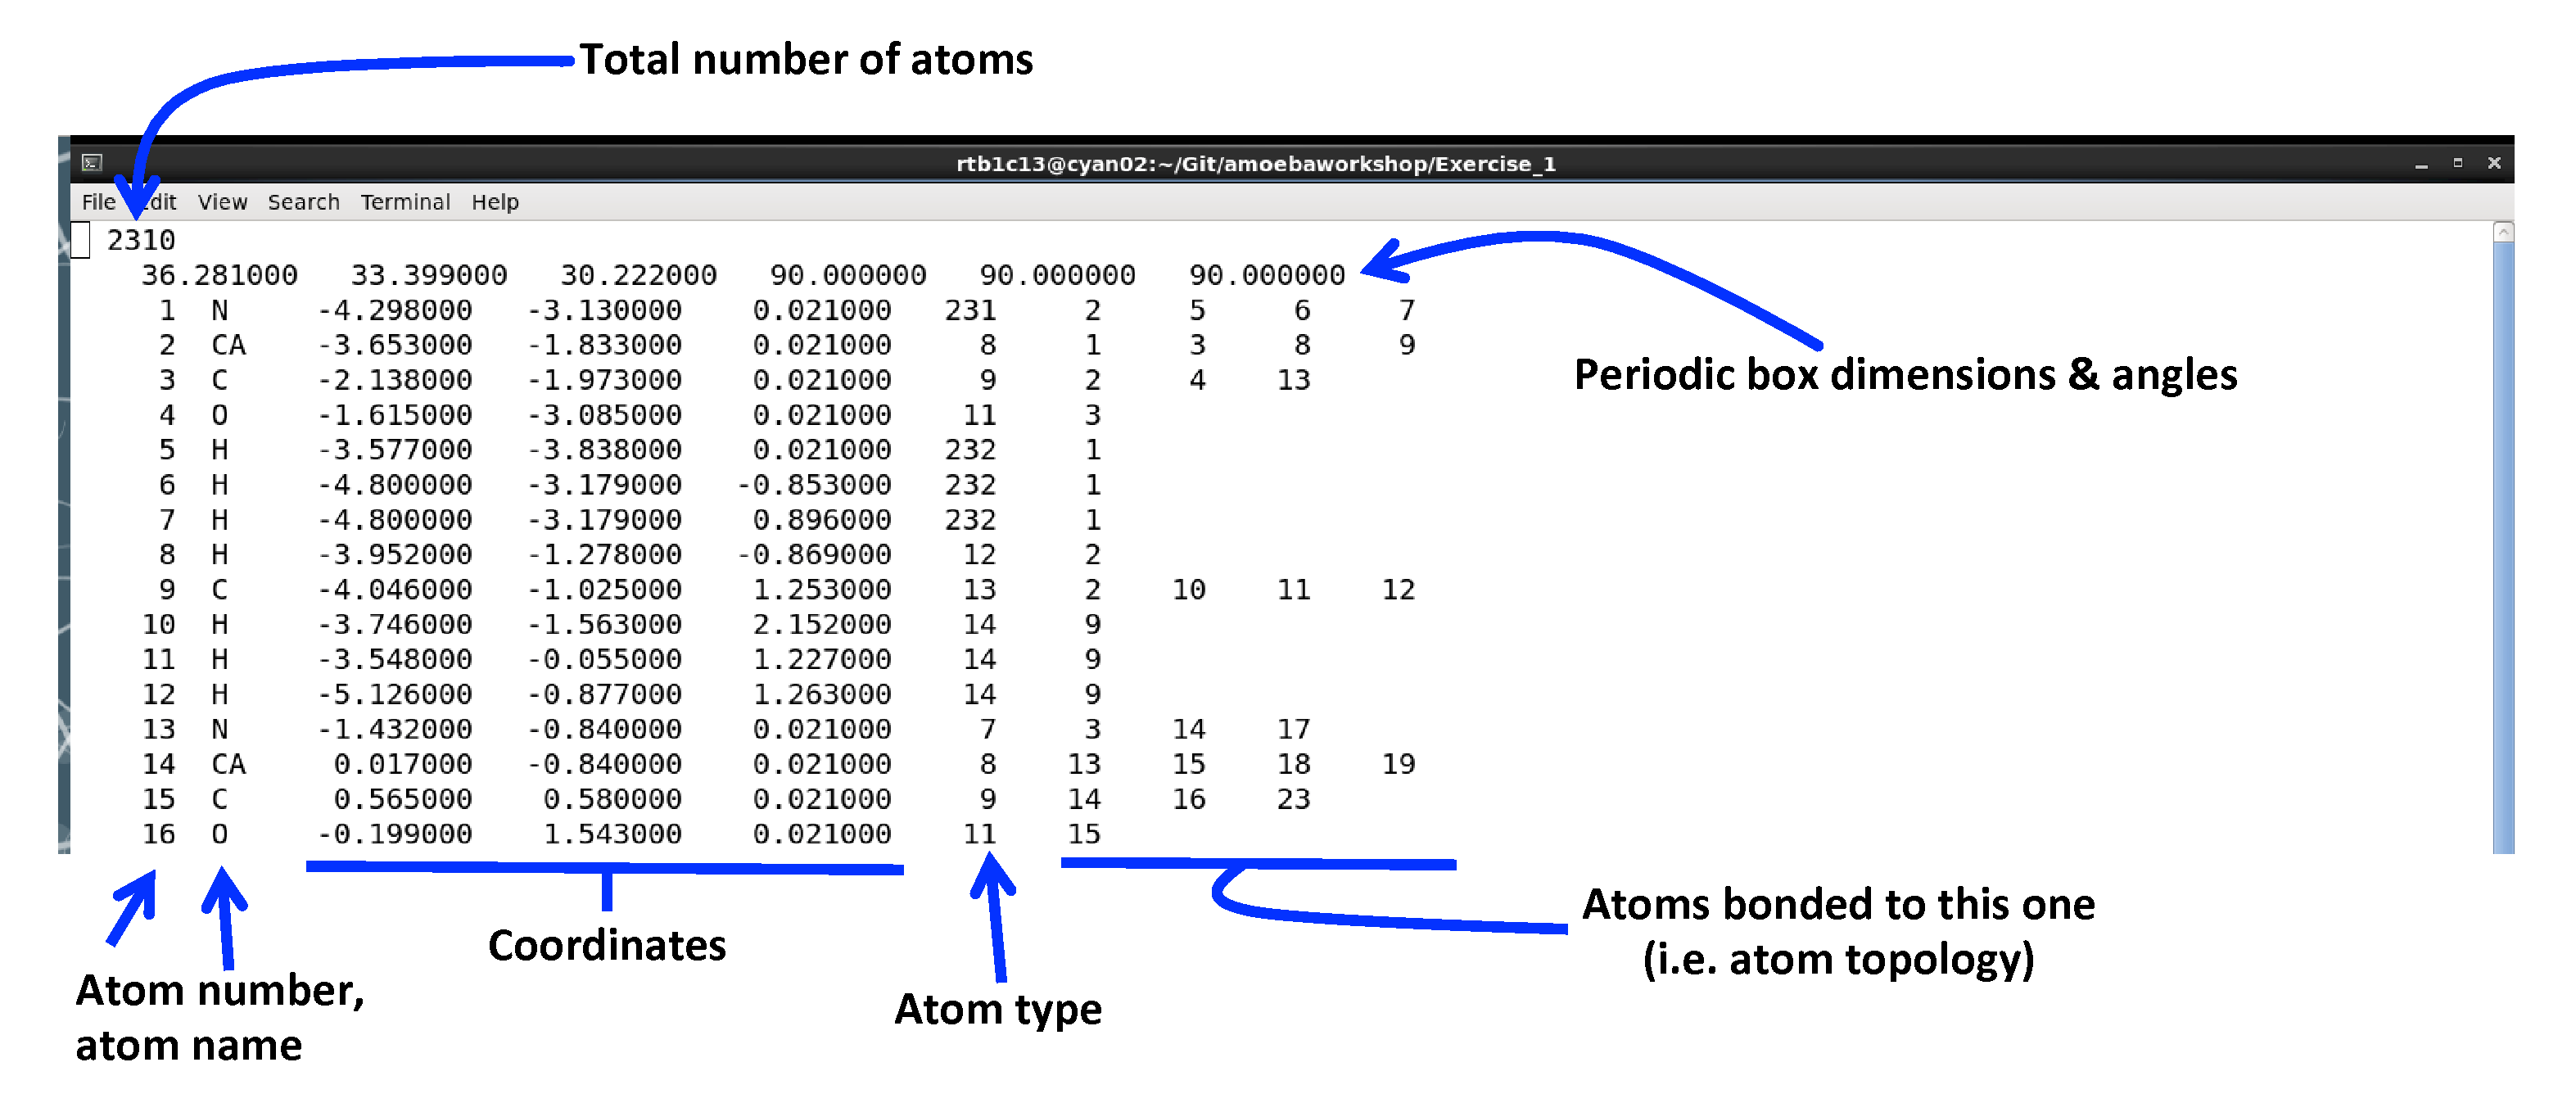 Total number of atoms
rtb1c13@cyan02:~/Git/amoebaworkshop/Exercise_1
File Edit View Search Terminal Help
2310
36.281000 33.399000 30.222000 90.000000 90.000000 90.000000
1 N -4.298000 -3.130000 0.021000 231 2 5 6 7
2 CA -3.653000 -1.833000 0.021000 8 1 3 8 9
3 C -2.138000 -1.973000 0.021000 9 2 4 13
4 O -1.615000 -3.085000 0.021000 11 3
5 H -3.577000 -3.838000 0.021000 232 1
6 H -4.800000 -3.179000 -0.853000 232 1
7 H -4.800000 -3.179000 0.896000 232 1
8 H -3.952000 -1.278000 -0.869000 12 2
9 C -4.046000 -1.025000 1.253000 13 2 10 11 12
10 H -3.746000 -1.563000 2.152000 14 9
11 H -3.548000 -0.055000 1.227000 14 9
12 H -5.126000 -0.877000 1.263000 14 9
13 N -1.432000 -0.840000 0.021000 7 3 14 17
14 CA 0.017000 -0.840000 0.021000 8 13 15 18 19
15 C 0.565000 0.580000 0.021000 9 14 16 23
16 O -0.199000 1.543000 0.021000 11 15
Periodic box dimensions & angles
Atom number,
atom name
Coordinates
Atom type
Atoms bonded to this one
(i.e. atom topology)